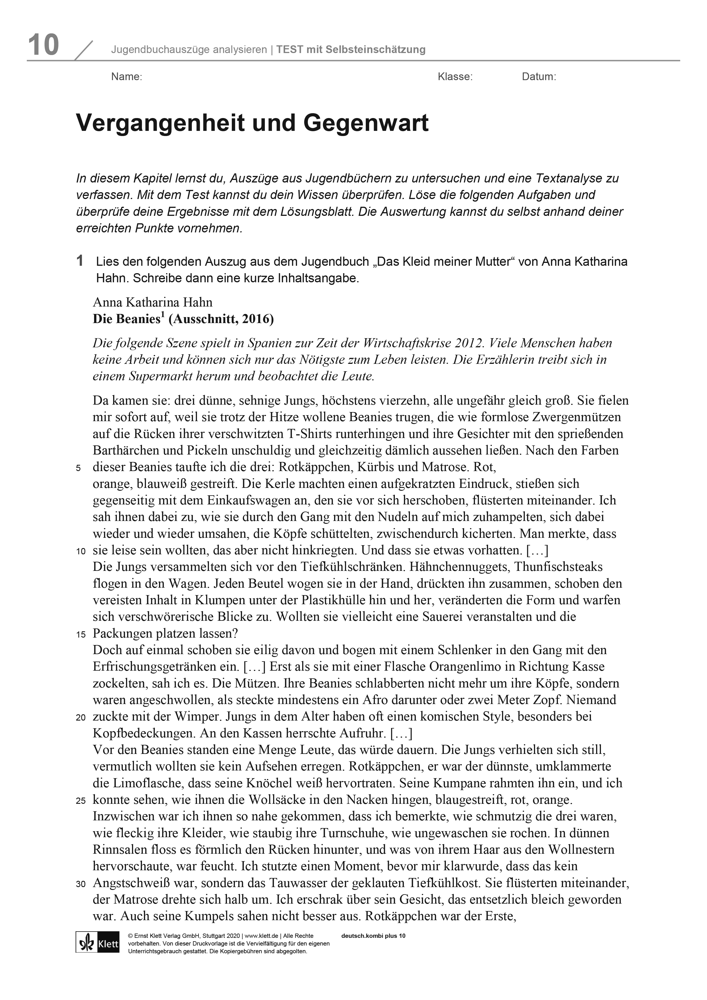 10
Jugendbuchauszüge analysieren | TEST mit Selbsteinschätzung
Name: Klasse: Datum:
Vergangenheit und Gegenwart
In diesem Kapitel lernst du, Auszüge aus Jugendbüchern zu untersuchen und eine Textanalyse zu
verfassen. Mit dem Test kannst du dein Wissen überprüfen. Löse die folgenden Aufgaben und
überprüfe deine Ergebnisse mit dem Lösungsblatt. Die Auswertung kannst du selbst anhand deiner
erreichten Punkte vornehmen.
1 Lies den folgenden Auszug aus dem Jugendbuch „Das Kleid meiner Mutter“ von Anna Katharina
Hahn. Schreibe dann eine kurze Inhaltsangabe.
Anna Katharina Hahn
Die Beanies¹ (Ausschnitt, 2016)
Die folgende Szene spielt in Spanien zur Zeit der Wirtschaftskrise 2012. Viele Menschen haben
keine Arbeit und können sich nur das Nötigste zum Leben leisten. Die Erzählerin treibt sich in
einem Supermarkt herum und beobachtet die Leute.
Da kamen sie: drei dünne, sehnige Jungs, höchstens vierzehn, alle ungefähr gleich groß. Sie fielen
mir sofort auf, weil sie trotz der Hitze wollene Beanies trugen, die wie formlose Zwergenmützen
auf die Rücken ihrer verschwitzten T-Shirts runterhingen und ihre Gesichter mit den sprießenden
Barthärchen und Pickeln unschuldig und gleichzeitig dämlich aussehen ließen. Nach den Farben
5 dieser Beanies taufte ich die drei: Rotkäppchen, Kürbis und Matrose. Rot,
orange, blauweiß gestreift. Die Kerle machten einen aufgekratzten Eindruck, stießen sich
gegenseitig mit dem Einkaufswagen an, den sie vor sich herschoben, flüsterten miteinander. Ich
sah ihnen dabei zu, wie sie durch den Gang mit den Nudeln auf mich zuhampelten, sich dabei
wieder und wieder umsahen, die Köpfe schüttelten, zwischendurch kicherten. Man merkte, dass
10 sie leise sein wollten, das aber nicht hinkriegten. Und dass sie etwas vorhatten. […]
Die Jungs versammelten sich vor den Tiefkühlschränken. Hähnchennuggets, Thunfischsteaks
flogen in den Wagen. Jeden Beutel wogen sie in der Hand, drückten ihn zusammen, schoben den
vereisten Inhalt in Klumpen unter der Plastikhülle hin und her, veränderten die Form und warfen
sich verschwörerische Blicke zu. Wollten sie vielleicht eine Sauerei veranstalten und die
15 Packungen platzen lassen?
Doch auf einmal schoben sie eilig davon und bogen mit einem Schlenker in den Gang mit den
Erfrischungsgetränken ein. […] Erst als sie mit einer Flasche Orangenlimo in Richtung Kasse
zockelten, sah ich es. Die Mützen. Ihre Beanies schlabberten nicht mehr um ihre Köpfe, sondern
waren angeschwollen, als steckte mindestens ein Afro darunter oder zwei Meter Zopf. Niemand
20 zuckte mit der Wimper. Jungs in dem Alter haben oft einen komischen Style, besonders bei
Kopfbedeckungen. An den Kassen herrschte Aufruhr. […]
Vor den Beanies standen eine Menge Leute, das würde dauern. Die Jungs verhielten sich still,
vermutlich wollten sie kein Aufsehen erregen. Rotkäppchen, er war der dünnste, umklammerte
die Limoflasche, dass seine Knöchel weiß hervortraten. Seine Kumpane rahmten ihn ein, und ich
25 konnte sehen, wie ihnen die Wollsäcke in den Nacken hingen, blaugestreift, rot, orange.
Inzwischen war ich ihnen so nahe gekommen, dass ich bemerkte, wie schmutzig die drei waren,
wie fleckig ihre Kleider, wie staubig ihre Turnschuhe, wie ungewaschen sie rochen. In dünnen
Rinnsalen floss es förmlich den Rücken hinunter, und was von ihrem Haar aus den Wollnestern
hervorschaute, war feucht. Ich stutzte einen Moment, bevor mir klarwurde, dass das kein
30 Angstschweiß war, sondern das Tauwasser der geklauten Tiefkühlkost. Sie flüsterten miteinander,
der Matrose drehte sich halb um. Ich erschrak über sein Gesicht, das entsetzlich bleich geworden
war. Auch seine Kumpels sahen nicht besser aus. Rotkäppchen war der Erste,
Klett
© Ernst Klett Verlag GmbH, Stuttgart 2020 | www.klett.de | Alle Rechte
vorbehalten. Von dieser Druckvorlage ist die Vervielfältigung für den eigenen
Unterrichtsgebrauch gestattet. Die Kopiergebühren sind abgegolten.
deutsch.kombi plus 10